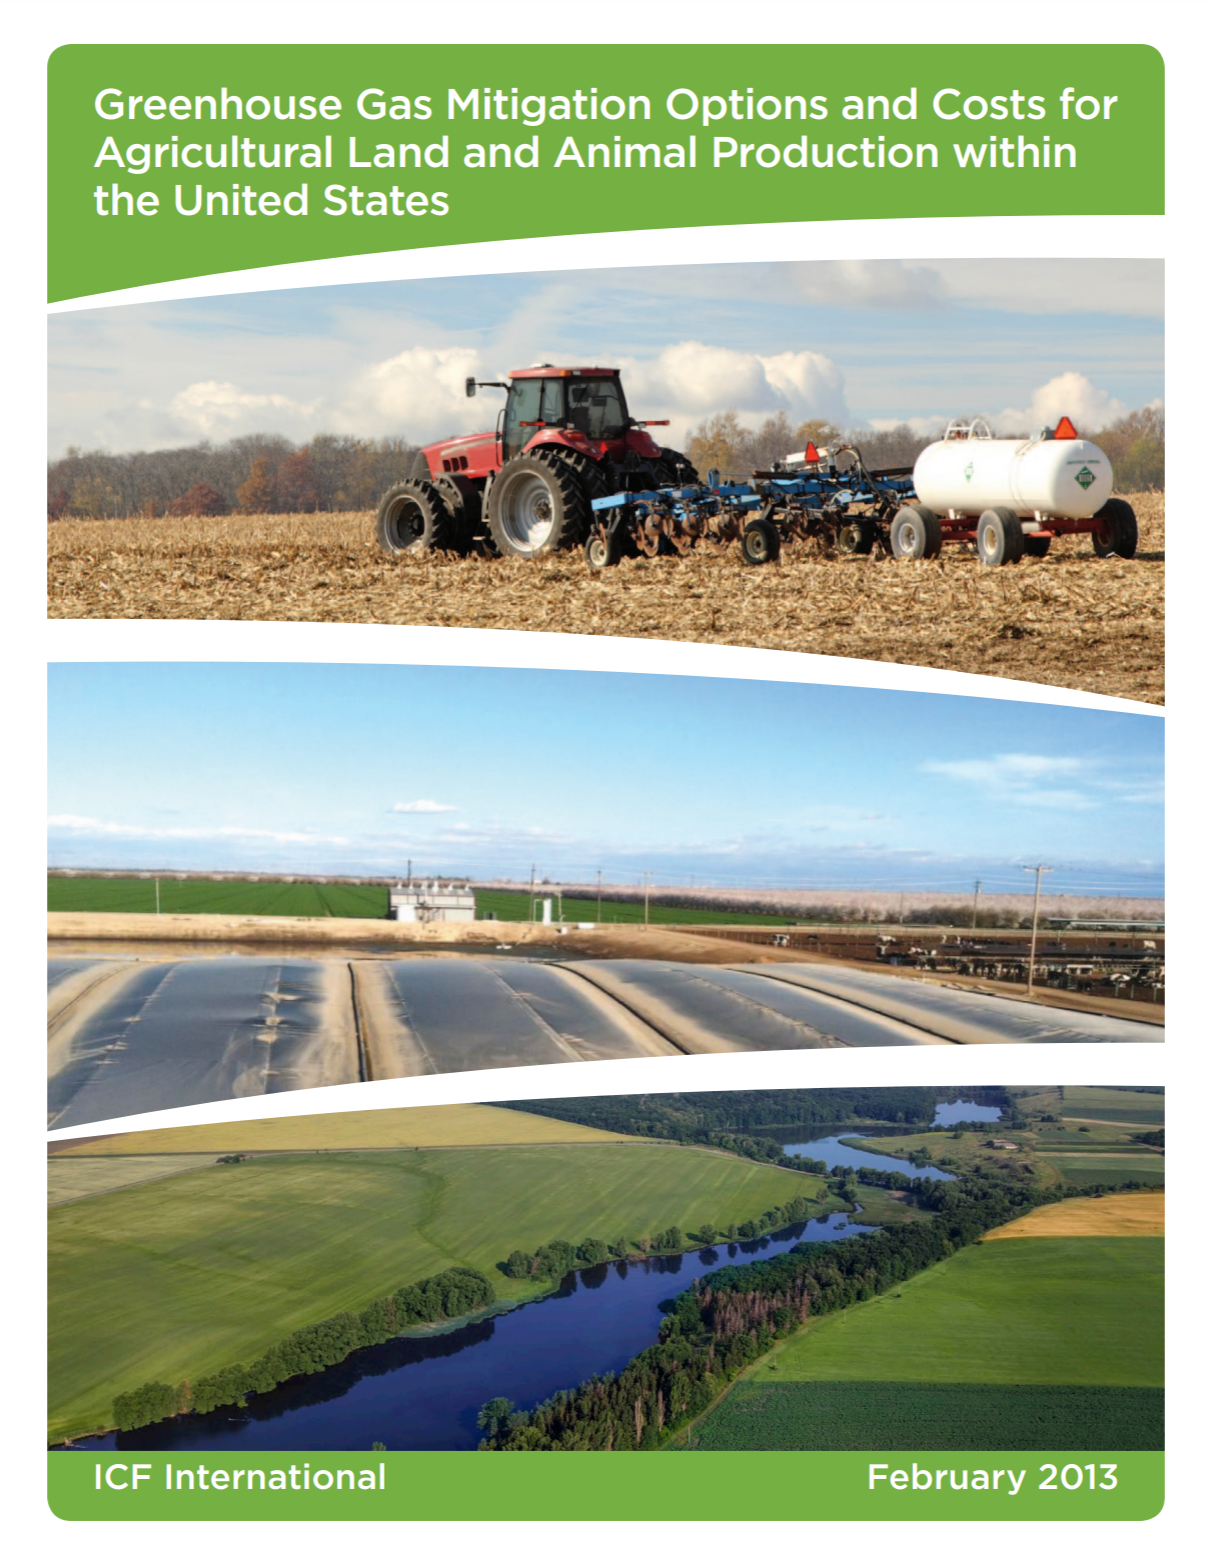 Greenhouse Gas Mitigation Options and Costs for
Agricultural Land and Animal Production within
the United States
ICF International
February 2013